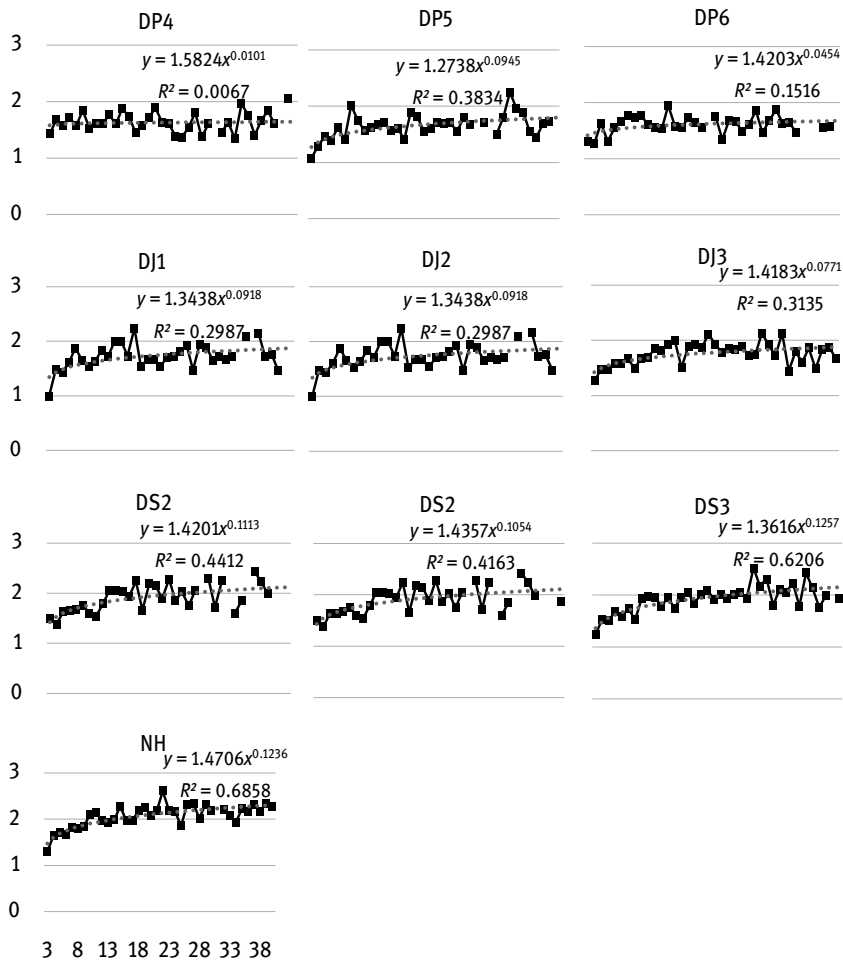 DP4 DP5 DP6
3
y = 1.5824x^0.0101 y = 1.2738x^0.0945 y = 1.4203x^0.0454
R² = 0.0067 R² = 0.3834 R² = 0.1516
2
1
0
DJ1 DJ2 DJ3
3
y = 1.3438x^0.0918 y = 1.3438x^0.0918 y = 1.4183x^0.0771
R² = 0.2987 R² = 0.2987 R² = 0.3135
2
1
0
DS2 DS2 DS3
3
y = 1.4201x^0.1113 y = 1.4357x^0.1054 y = 1.3616x^0.1257
R² = 0.4412 R² = 0.4163 R² = 0.6206
2
1
0
NH
y = 1.4706x^0.1236
3
R² = 0.6858
2
1
0
3 8 13 18 23 28 33 38